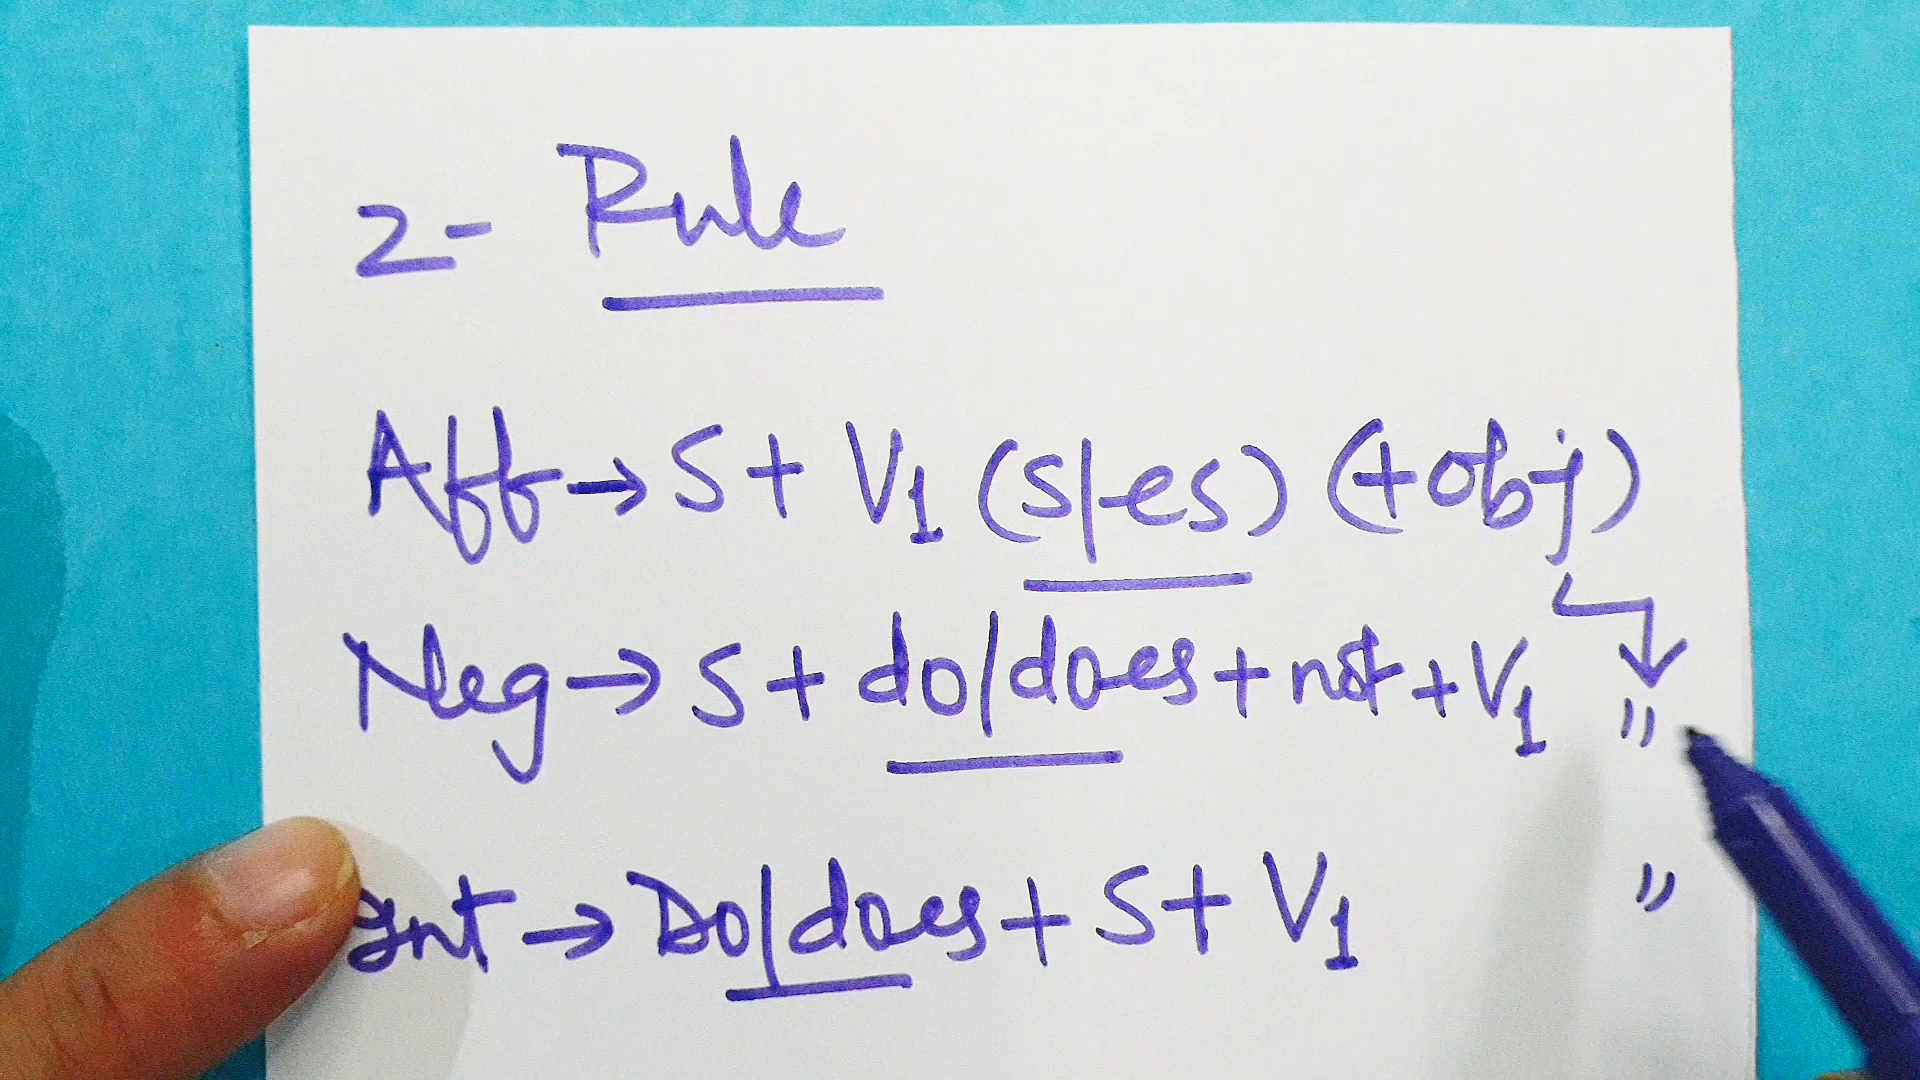 2- Rule
Aff → S + V1 (s/es) (+obj)
Neg → S + do/does + not + V1 "
Int → Do/does + S + V1 "